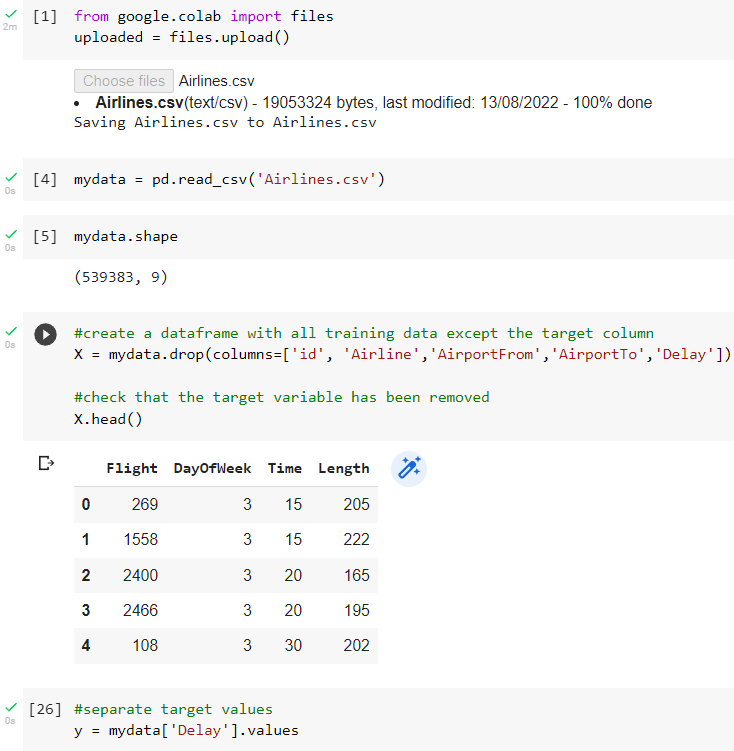 [1] from google.colab import files
2m
uploaded = files.upload()
Choose files Airlines.csv
• Airlines.csv(text/csv) - 19053324 bytes, last modified: 13/08/2022 - 100% done
Saving Airlines.csv to Airlines.csv
[4] mydata = pd.read_csv('Airlines.csv')
0s
[5] mydata.shape
0s
(539383, 9)
#create a dataframe with all training data except the target column
0s
X = mydata.drop(columns=['id', 'Airline','AirportFrom','AirportTo','Delay'])
#check that the target variable has been removed
X.head()
Flight DayOfWeek Time Length
0 269 3 15 205
1 1558 3 15 222
2 2400 3 20 165
3 2466 3 20 195
4 108 3 30 202
[26] #separate target values
0s
y = mydata['Delay'].values